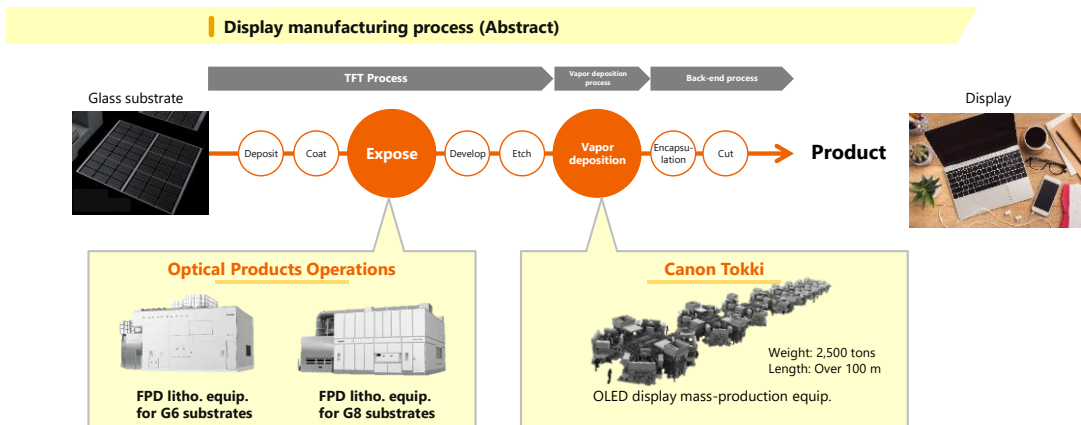 Display manufacturing process (Abstract)
TFT Process
Vapor deposition
process
Back-end process
Glass substrate
Display
Deposit
Coat
Expose
Develop
Etch
Vapor
deposition
Encapsu-
lation
Cut
Product
Optical Products Operations
FPD litho. equip.
for G6 substrates
FPD litho. equip.
for G8 substrates
Canon Tokki
Weight: 2,500 tons
Length: Over 100 m
OLED display mass-production equip.